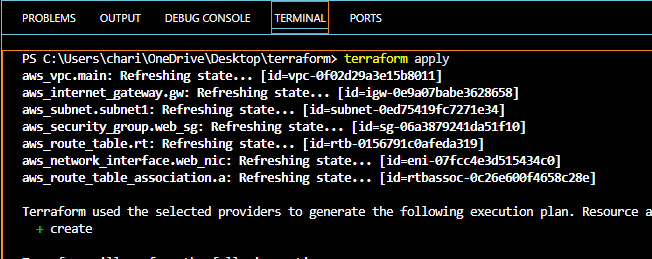 PROBLEMS OUTPUT DEBUG CONSOLE TERMINAL PORTS
PS C:\Users\chari\OneDrive\Desktop\terraform> terraform apply
aws_vpc.main: Refreshing state... [id=vpc-0f02d29a3e15b8011]
aws_internet_gateway.gw: Refreshing state... [id=igw-0e9a07babe3628658]
aws_subnet.subnet1: Refreshing state... [id=subnet-0ed75419fc7271e34]
aws_security_group.web_sg: Refreshing state... [id=sg-06a3879241da51f10]
aws_route_table.rt: Refreshing state... [id=rtb-0156791c0afeda319]
aws_network_interface.web_nic: Refreshing state... [id=eni-07fcc4e3d515434c0]
aws_route_table_association.a: Refreshing state... [id=rtbassoc-0c26e600f4658c28e]
Terraform used the selected providers to generate the following execution plan. Resource a
+ create